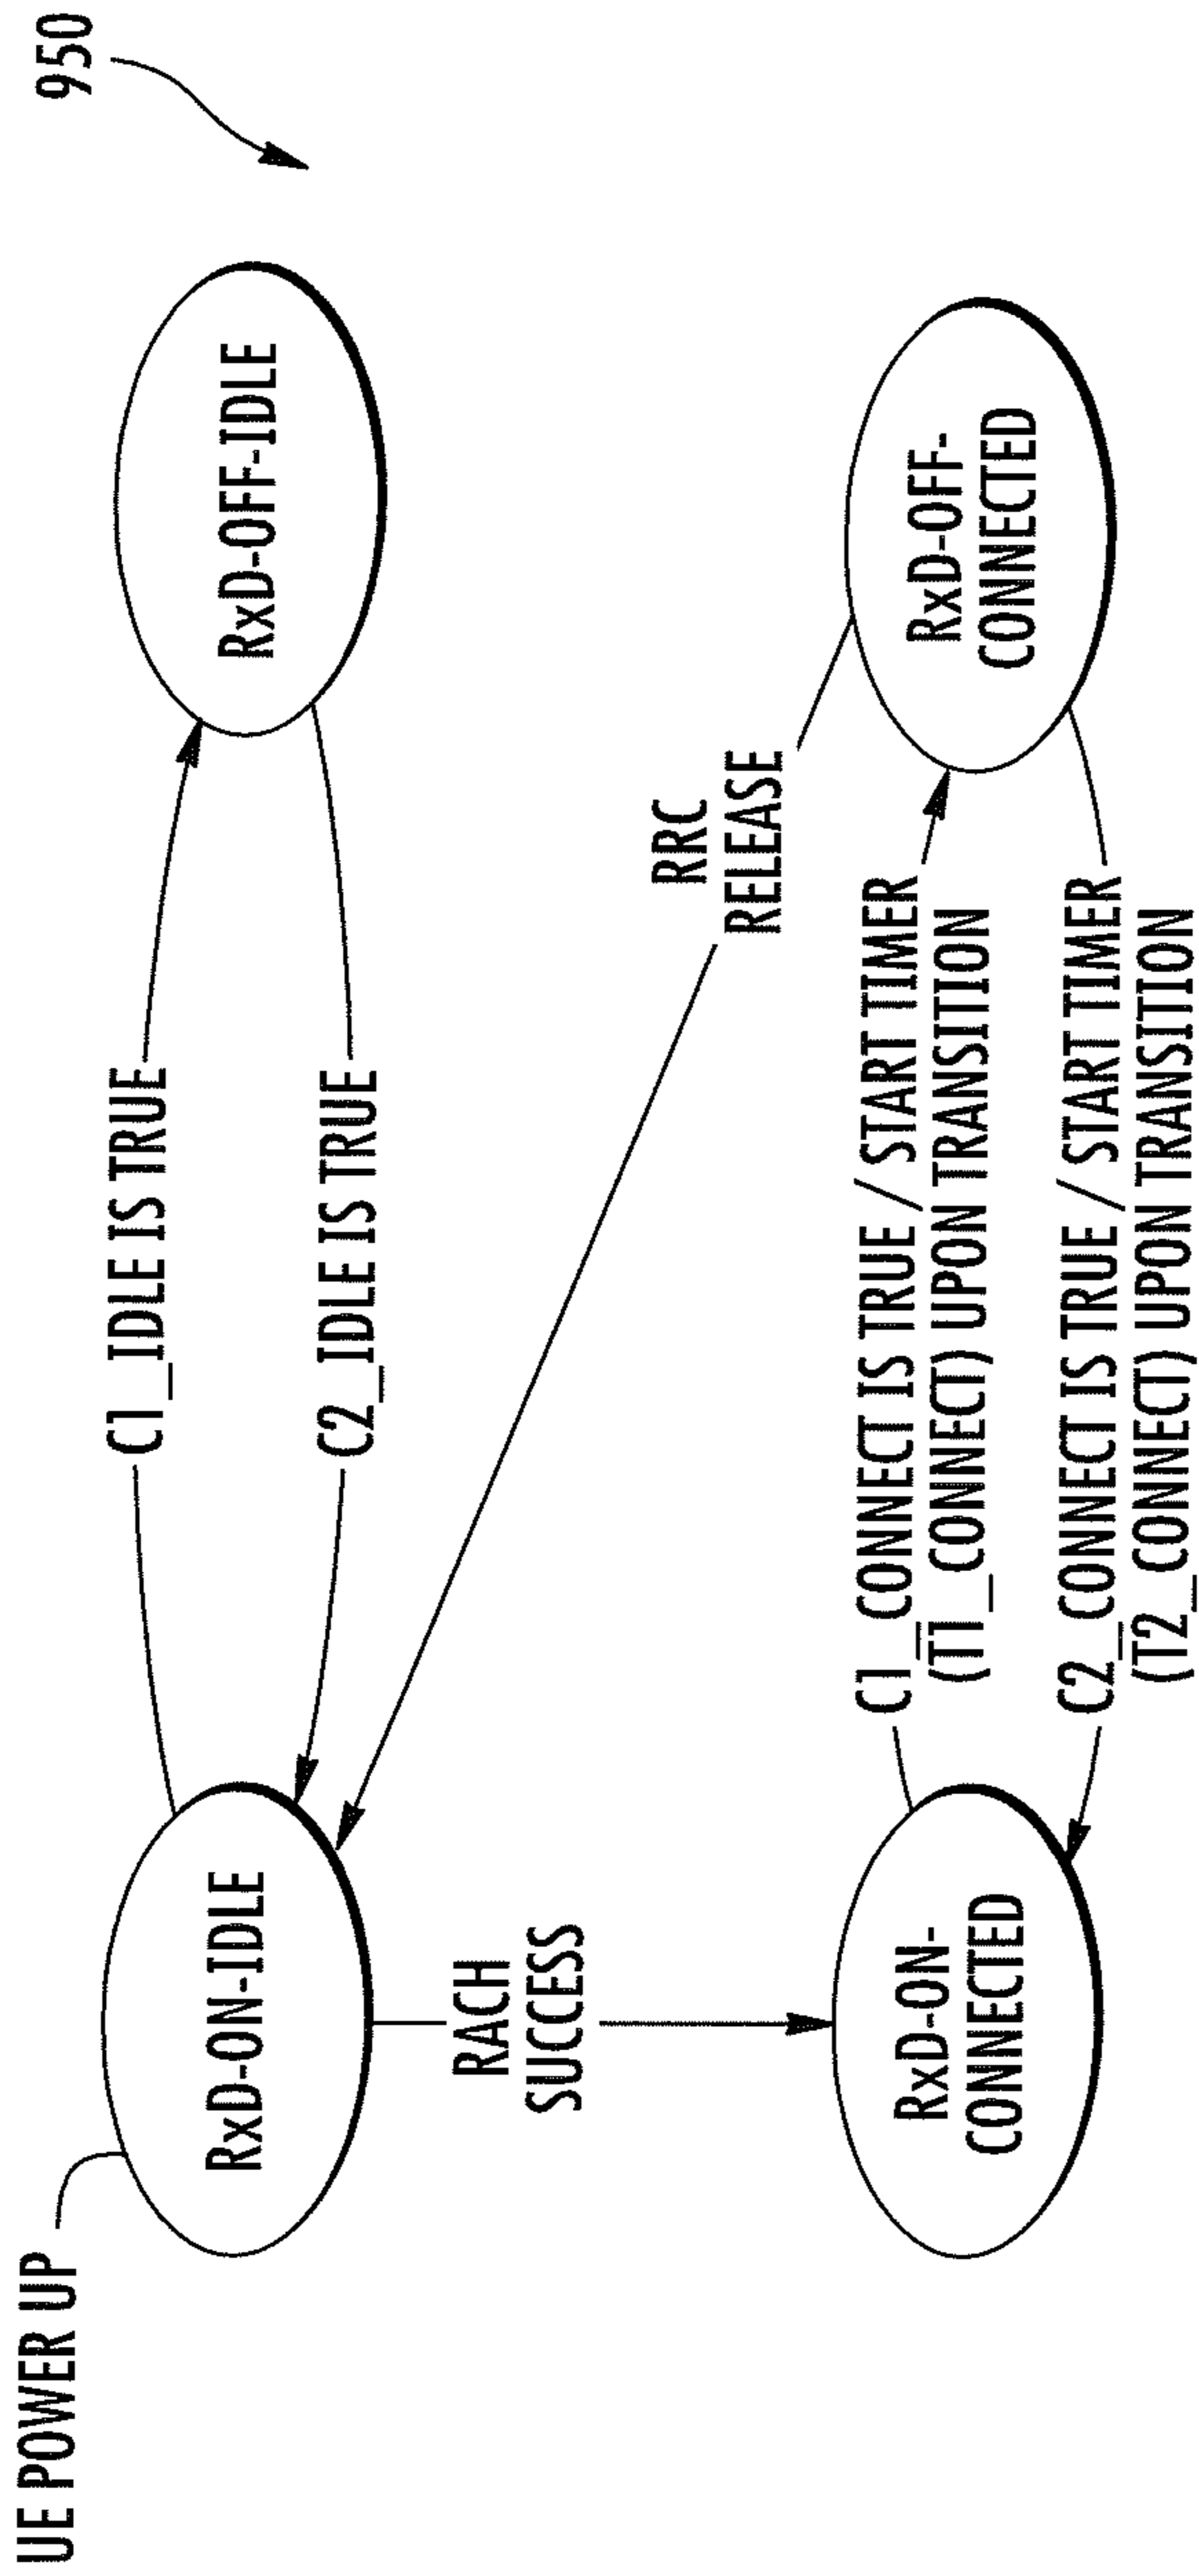 950
UE POWER UP
RxD-ON-IDLE
C1_IDLE IS TRUE
C2_IDLE IS TRUE
RxD-OFF-IDLE
RACH
SUCCESS
RRC
RELEASE
RxD-ON-
CONNECTED
C1_CONNECT IS TRUE / START TIMER
(T1_CONNECT) UPON TRANSITION
C2_CONNECT IS TRUE / START TIMER
(T2_CONNECT) UPON TRANSITION
RxD-OFF-
CONNECTED